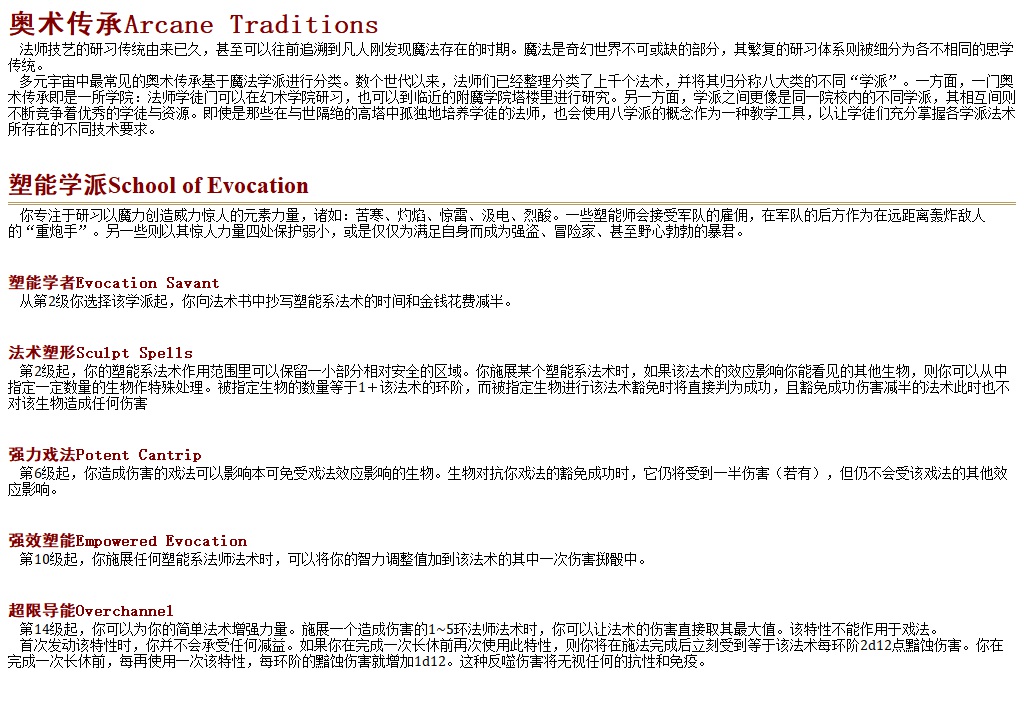 奥术传承Arcane Traditions
法师技艺的研习传统由来已久，甚至可以往前追溯到凡人刚发现魔法存在的时期。魔法是奇幻世界不可或缺的部分，其繁复的研习体系则被细分为各不相同的思学
传统。
多元宇宙中最常见的奥术传承基于魔法学派进行分类。数个世代以来，法师们已经整理分类了上千个法术，并将其归分称八大类的不同“学派”。一方面，一门奥
术传承即是一所学院：法师学徒门可以在幻术学院研习，也可以到临近的附魔学院塔楼里进行研究。另一方面，学派之间更像是同一院校内的不同学派，其相互间则
不断竞争着优秀的学徒与资源。即使是那些在与世隔绝的高塔中孤独地培养学徒的法师，也会使用八学派的概念作为一种教学工具，以让学徒们充分掌握各学派法术
所存在的不同技术要求。
塑能学派School of Evocation
你专注于研习以魔力创造威力惊人的元素力量，诸如：苦寒、灼焰、惊雷、汲电、烈酸。一些塑能师会接受军队的雇佣，在军队的后方作为在远距离轰炸敌人
的“重炮手”。另一些则以其惊人力量四处保护弱小，或是仅仅为满足自身而成为强盗、冒险家、甚至野心勃勃的暴君。
塑能学者Evocation Savant
从第2级你选择该学派起，你向法术书中抄写塑能系法术的时间和金钱花费减半。
法术塑形Sculpt Spells
第2级起，你的塑能系法术作用范围里可以保留一小部分相对安全的区域。你施展某个塑能系法术时，如果该法术的效应影响你能看见的其他生物，则你可以从中
指定一定数量的生物作特殊处理。被指定生物的数量等于1＋该法术的环阶，而被指定生物进行该法术豁免时将直接判为成功，且豁免成功伤害减半的法术此时也不
对该生物造成任何伤害
强力戏法Potent Cantrip
第6级起，你造成伤害的戏法可以影响本可免受戏法效应影响的生物。生物对抗你戏法的豁免成功时，它仍将受到一半伤害（若有），但仍不会受该戏法的其他效
应影响。
强效塑能Empowered Evocation
第10级起，你施展任何塑能系法师法术时，可以将你的智力调整值加到该法术的其中一次伤害掷骰中。
超限导能Overchannel
第14级起，你可以为你的简单法术增强力量。施展一个造成伤害的1~5环法师法术时，你可以让法术的伤害直接取其最大值。该特性不能作用于戏法。
首次发动该特性时，你并不会承受任何减益。如果你在完成一次长休前再次使用此特性，则你将在施法完成后立刻受到等于该法术每环阶2d12点黯蚀伤害。你在
完成一次长休前，每再使用一次该特性，每环阶的黯蚀伤害就增加1d12。这种反噬伤害将无视任何的抗性和免疫。